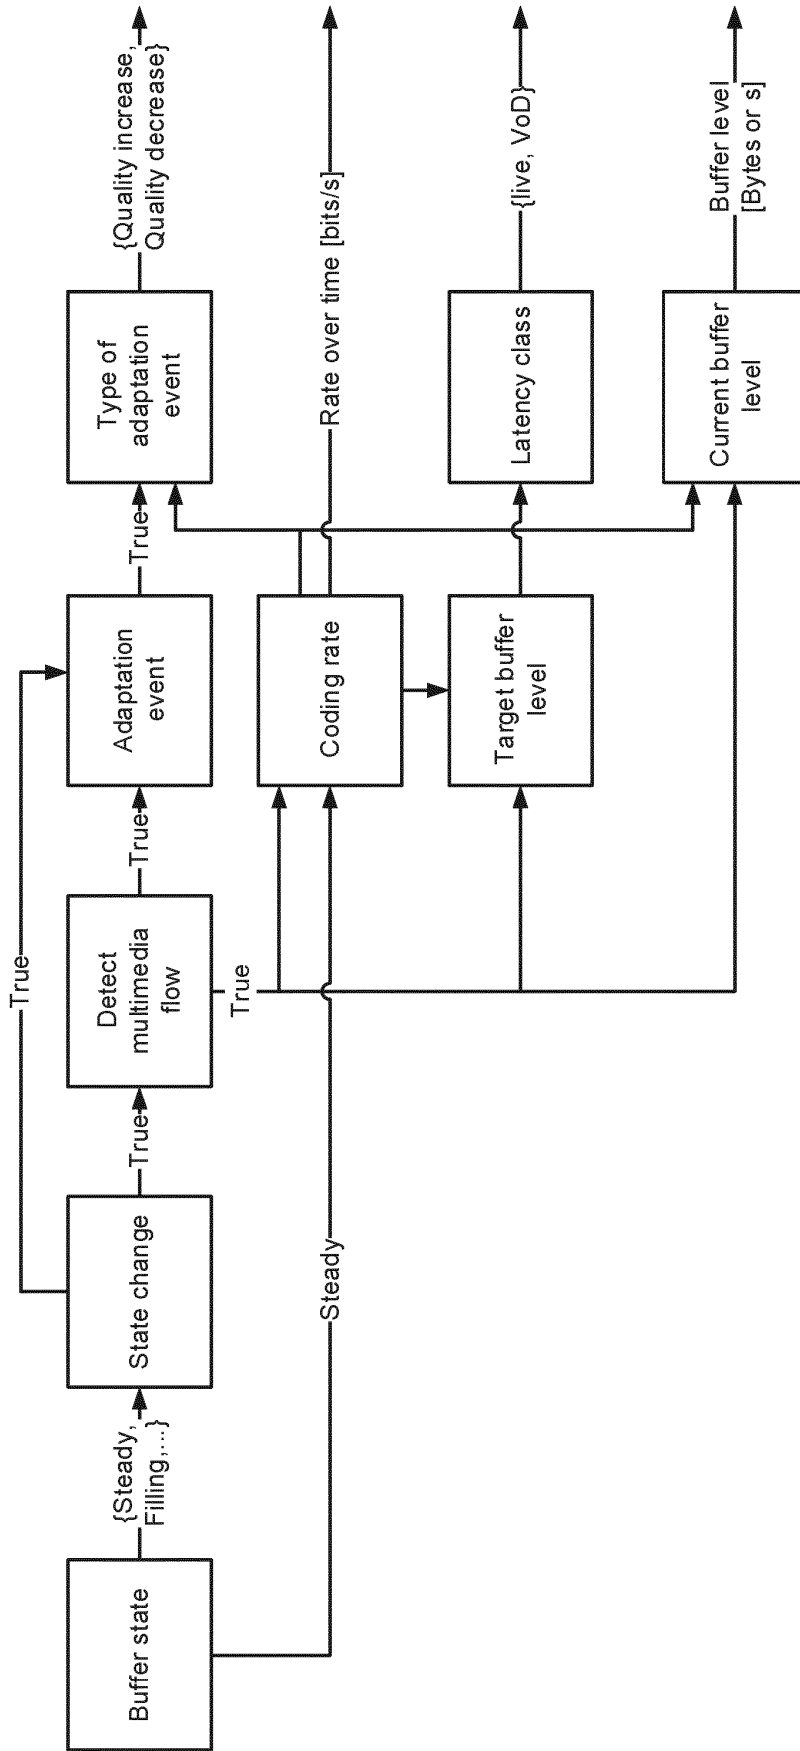 Buffer state
{Steady,
Filling,...}
State change
True
True
Detect
multimedia
flow
True
True
Adaptation
event
True
Type of
adaptation
event
{Quality increase,
Quality decrease}
Steady
Coding rate
Rate over time [bits/s]
Target buffer
level
Latency class
{live, VoD}
Current buffer
level
Buffer level
[Bytes or s]